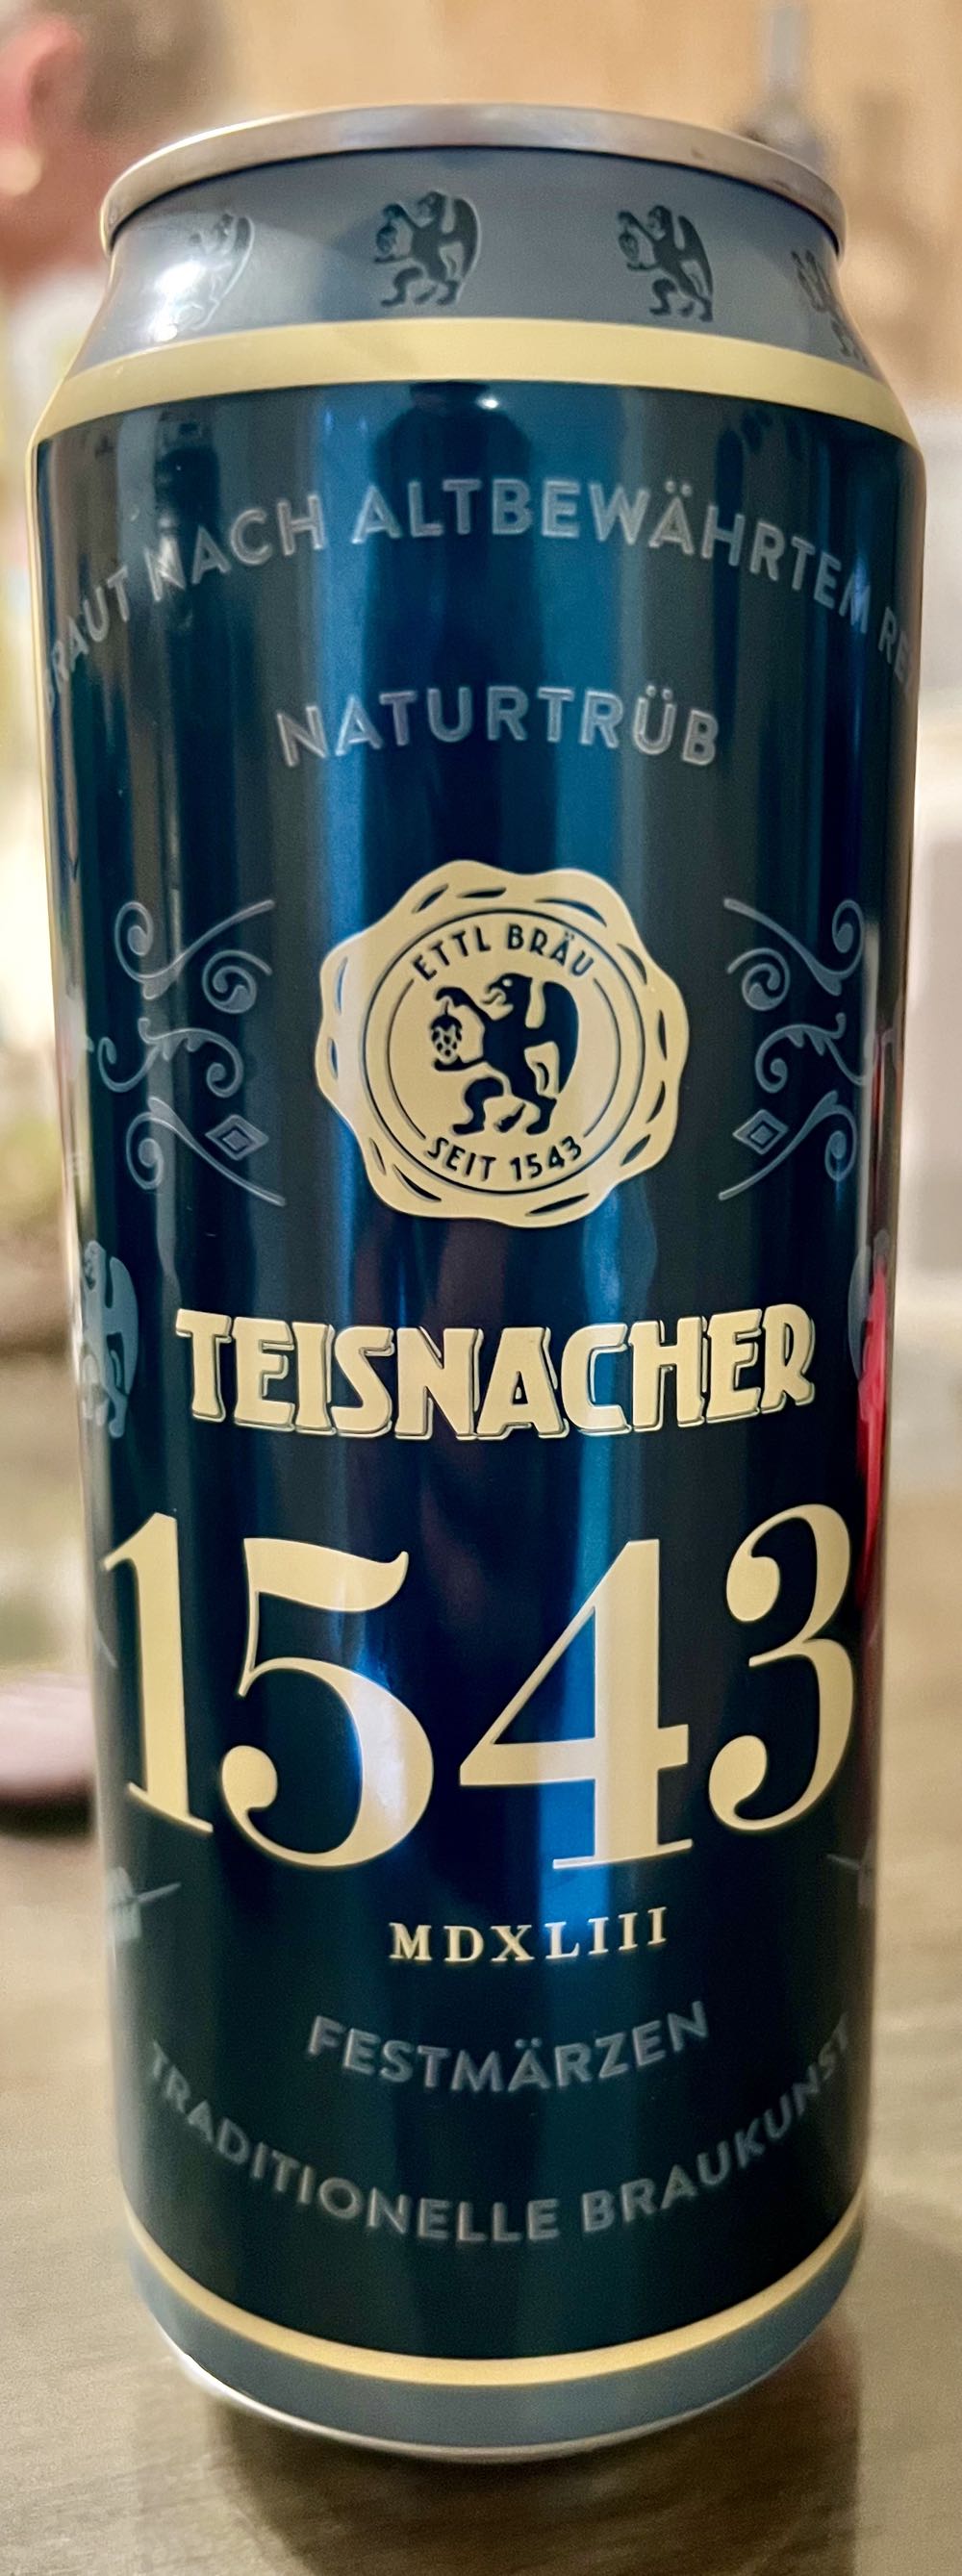 NACH ALTBEWÄHRTEM
NATURTRÜB
ETTL BRÄU
SEIT 1543
TEISNACHER
1543
MDXLIII
FESTMÄRZEN
TRADITIONELLE BRAUKUNST